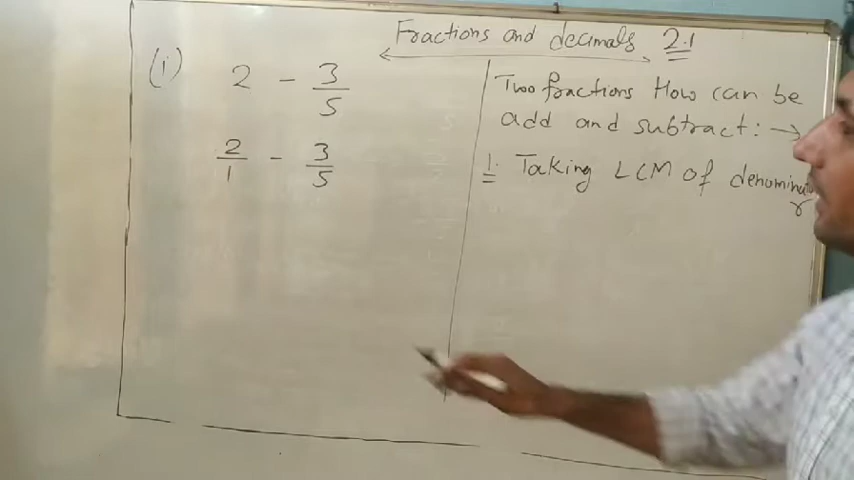 Fractions and decimals 2.1
(i) 2 - 3/5
2/1 - 3/5
Two fractions How can be
add and subtract : →
1. Taking LCM of denominator